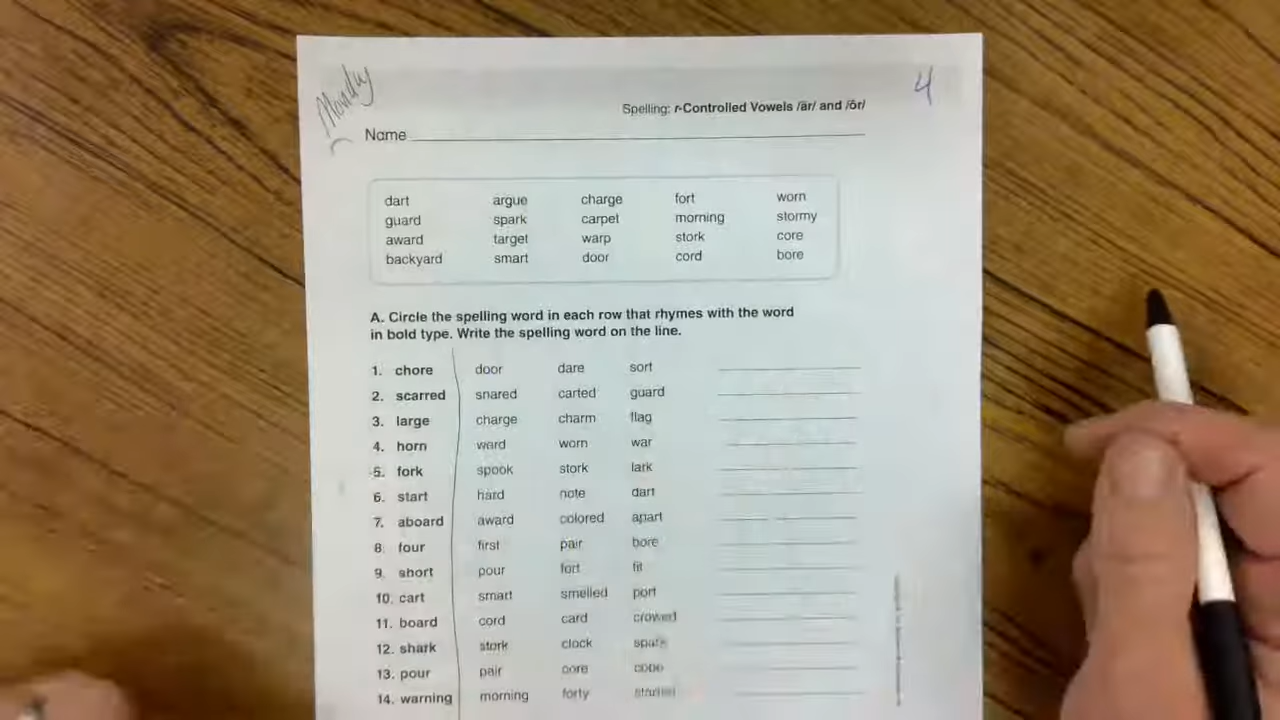 Monday
4
Spelling: r-Controlled Vowels /är/ and /ôr/
Name
dart argue charge fort worn
guard spark carpet morning stormy
award target warp stork core
backyard smart door cord bore
A. Circle the spelling word in each row that rhymes with the word
in bold type. Write the spelling word on the line.
1. chore door dare sort
2. scarred snared carted guard
3. large charge charm flag
4. horn ward worn war
5. fork spook stork lark
6. start hard note dart
7. aboard award colored apart
8. four first pair bore
9. short pour fort fit
10. cart smart smelled port
11. board cord card crowed
12. shark stork clock spark
13. pour pair core
14. warning morning forty